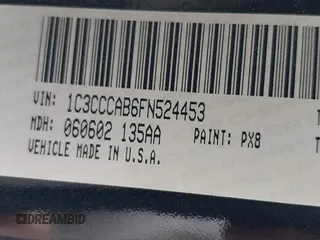 VIN: 1C3CCCAB6FN524453
MDH: 060602 135AA PAINT: PX8
VEHICLE MADE IN U.S.A.
DREAMBID